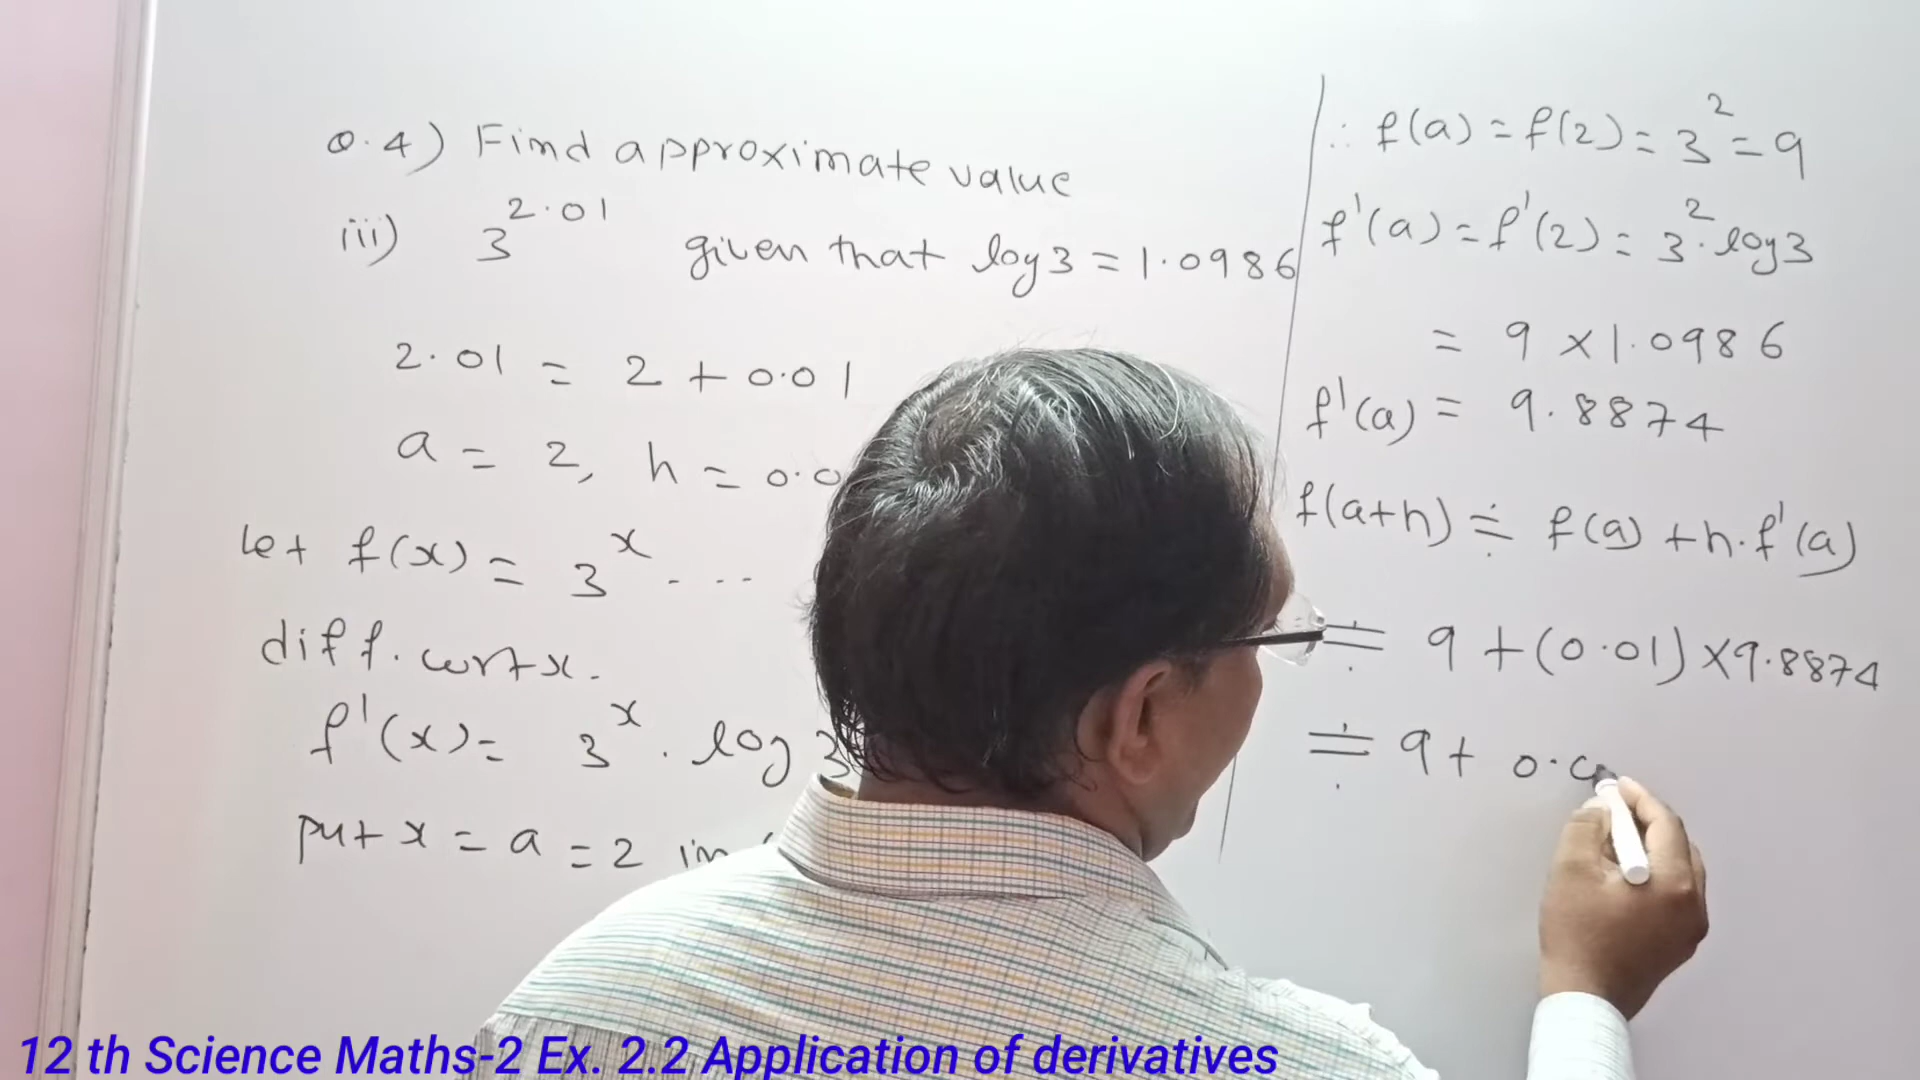 Q.4) Find approximate value
iii) 3^2.01 given that log3 = 1.0986
2.01 = 2 + 0.01
a = 2, h = 0.0
let f(x) = 3^x ...
diff. wrt x.
f'(x) = 3^x . log 3
put x = a = 2 in
∴ f(a) = f(2) = 3^2 = 9
f'(a) = f'(2) = 3^2. log3
= 9 × 1.0986
f'(a) = 9.8874
f(a+h) ≑ f(a) + h.f'(a)
≑ 9 + (0.01) × 9.8874
≑ 9 + 0.
12 th Science Maths-2 Ex. 2.2 Application of derivatives